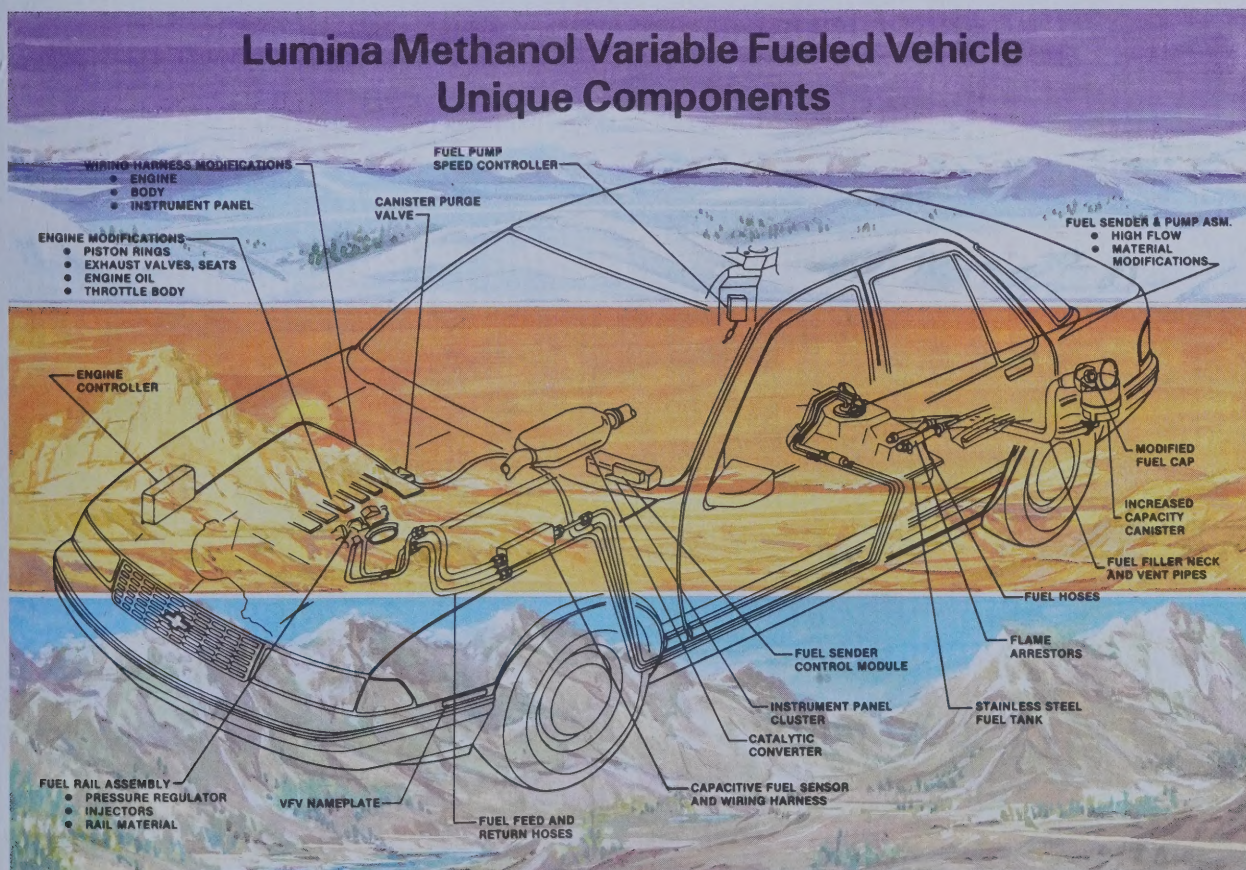 Lumina Methanol Variable Fueled Vehicle
Unique Components
WIRING HARNESS MODIFICATIONS
• ENGINE
• BODY
• INSTRUMENT PANEL
FUEL PUMP
SPEED CONTROLLER
CANISTER PURGE
VALVE
FUEL SENDER & PUMP ASM.
• HIGH FLOW
• MATERIAL
MODIFICATIONS
ENGINE MODIFICATIONS
• PISTON RINGS
• EXHAUST VALVES, SEATS
• ENGINE OIL
• THROTTLE BODY
ENGINE
CONTROLLER
MODIFIED
FUEL CAP
INCREASED
CAPACITY
CANISTER
FUEL FILLER NECK
AND VENT PIPES
FUEL HOSES
FLAME
ARRESTORS
FUEL SENDER
CONTROL MODULE
STAINLESS STEEL
FUEL TANK
INSTRUMENT PANEL
CLUSTER
CATALYTIC
CONVERTER
CAPACITIVE FUEL SENSOR
AND WIRING HARNESS
FUEL RAIL ASSEMBLY
• PRESSURE REGULATOR
• INJECTORS
• RAIL MATERIAL
VFV NAMEPLATE
FUEL FEED AND
RETURN HOSES